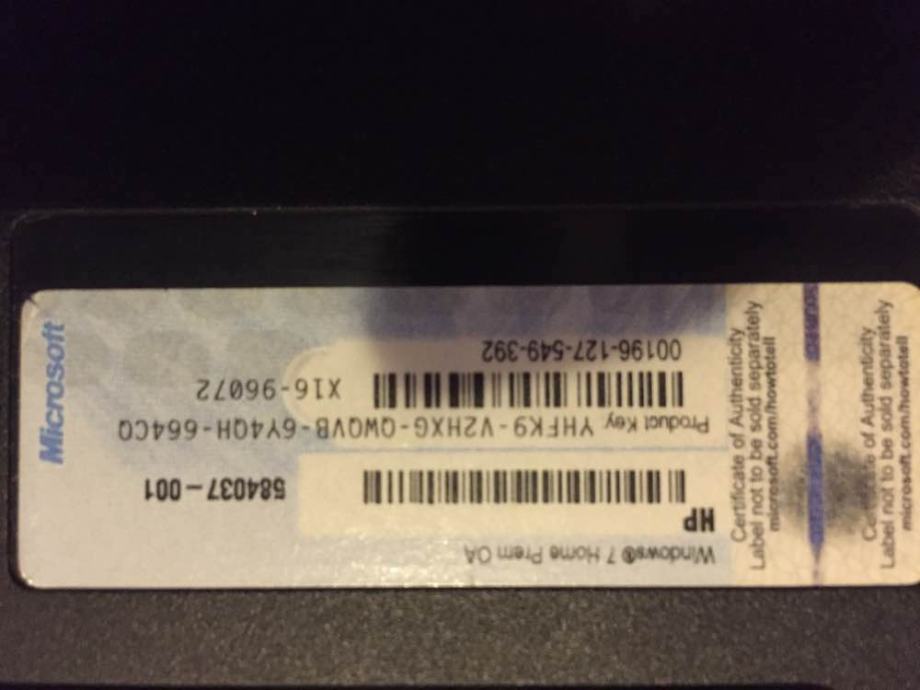 Windows® 7 Home Prem OA
HP
584037-001
Product Key: YHFK9-V2HXG-QWQVB-6Y4QH-664CQ
X16-96072
00196-127-549-392
Microsoft
Certificate of Authenticity
Label not to be sold separately
microsoft.com/howtotell
of Authenticity
Label not to be sold separately
microsoft.com/howtotell